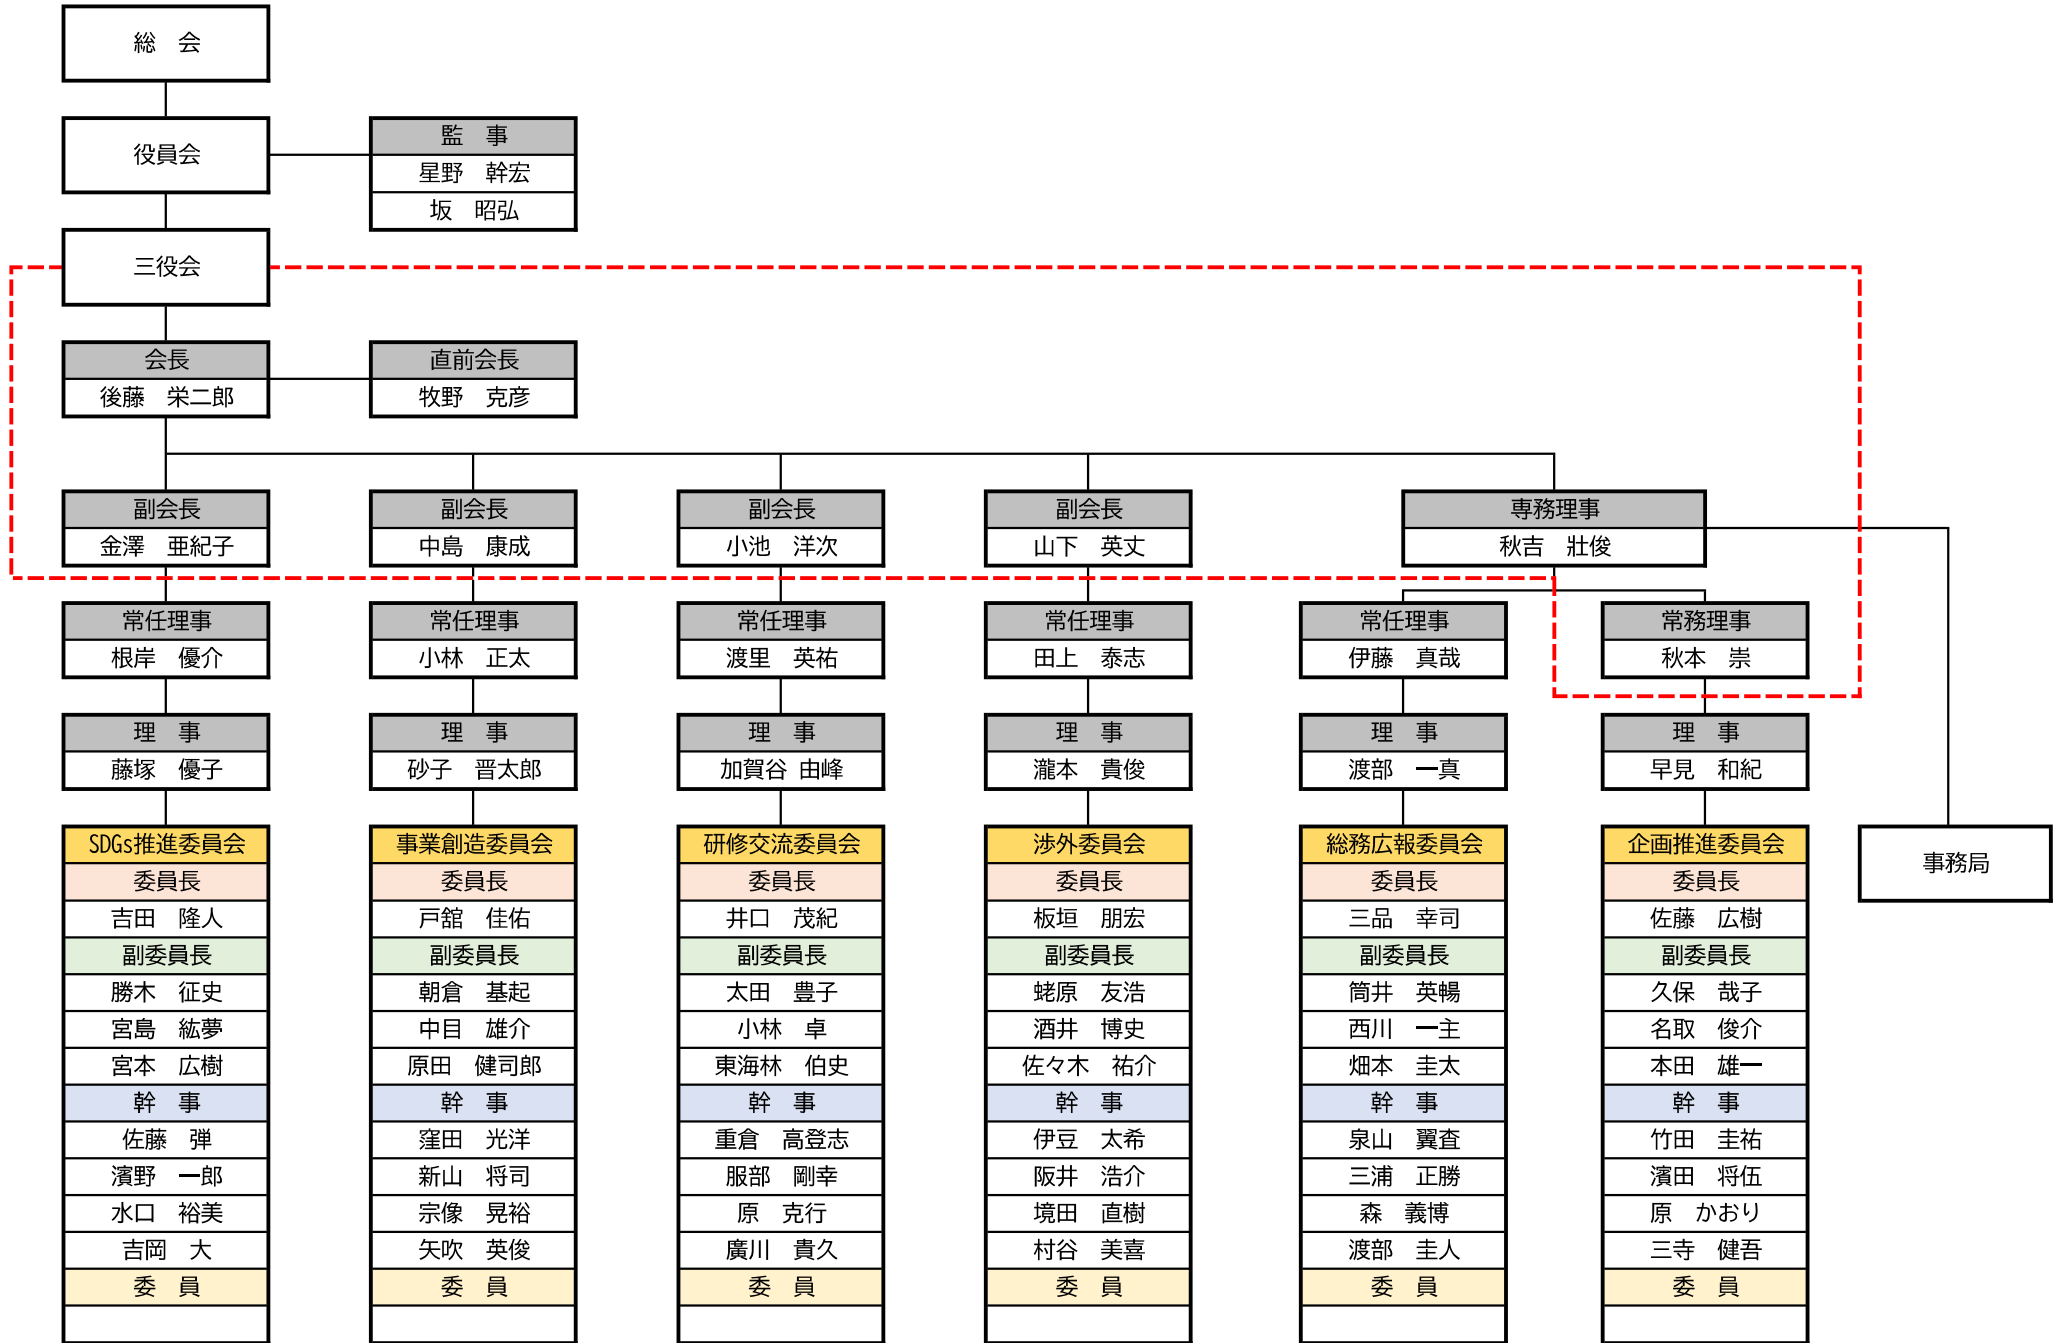 総　会
役員会
監　事
星野　幹宏
坂　昭弘
三役会
会長
後藤　栄二郎
直前会長
牧野　克彦
副会長
金澤　亜紀子
副会長
中島　康成
副会長
小池　洋次
副会長
山下　英丈
専務理事
秋吉　壯俊
常任理事
根岸　優介
常任理事
小林　正太
常任理事
渡里　英祐
常任理事
田上　泰志
常任理事
伊藤　真哉
常務理事
秋本　崇
理　事
藤塚　優子
理　事
砂子　晋太郎
理　事
加賀谷 由峰
理　事
瀧本　貴俊
理　事
渡部　一真
理　事
早見　和紀
SDGs推進委員会
委員長
吉田　隆人
副委員長
勝木　征史
宮島　紘夢
宮本　広樹
幹　事
佐藤　弾
濱野　一郎
水口　裕美
吉岡　大
委　員
事業創造委員会
委員長
戸舘　佳佑
副委員長
朝倉　基起
中目　雄介
原田　健司郎
幹　事
窪田　光洋
新山　将司
宗像　晃裕
矢吹　英俊
委　員
研修交流委員会
委員長
井口　茂紀
副委員長
太田　豊子
小林　卓
東海林　伯史
幹　事
重倉　高登志
服部　剛幸
原　克行
廣川　貴久
委　員
渉外委員会
委員長
板垣　朋宏
副委員長
蛯原　友浩
酒井　博史
佐々木　祐介
幹　事
伊豆　太希
阪井　浩介
境田　直樹
村谷　美喜
委　員
総務広報委員会
委員長
三品　幸司
副委員長
筒井　英暢
西川　一主
畑本　圭太
幹　事
泉山　翼査
三浦　正勝
森　義博
渡部　圭人
委　員
企画推進委員会
委員長
佐藤　広樹
副委員長
久保　哉子
名取　俊介
本田　雄一
幹　事
竹田　圭祐
濱田　将伍
原　かおり
三寺　健吾
委　員
事務局